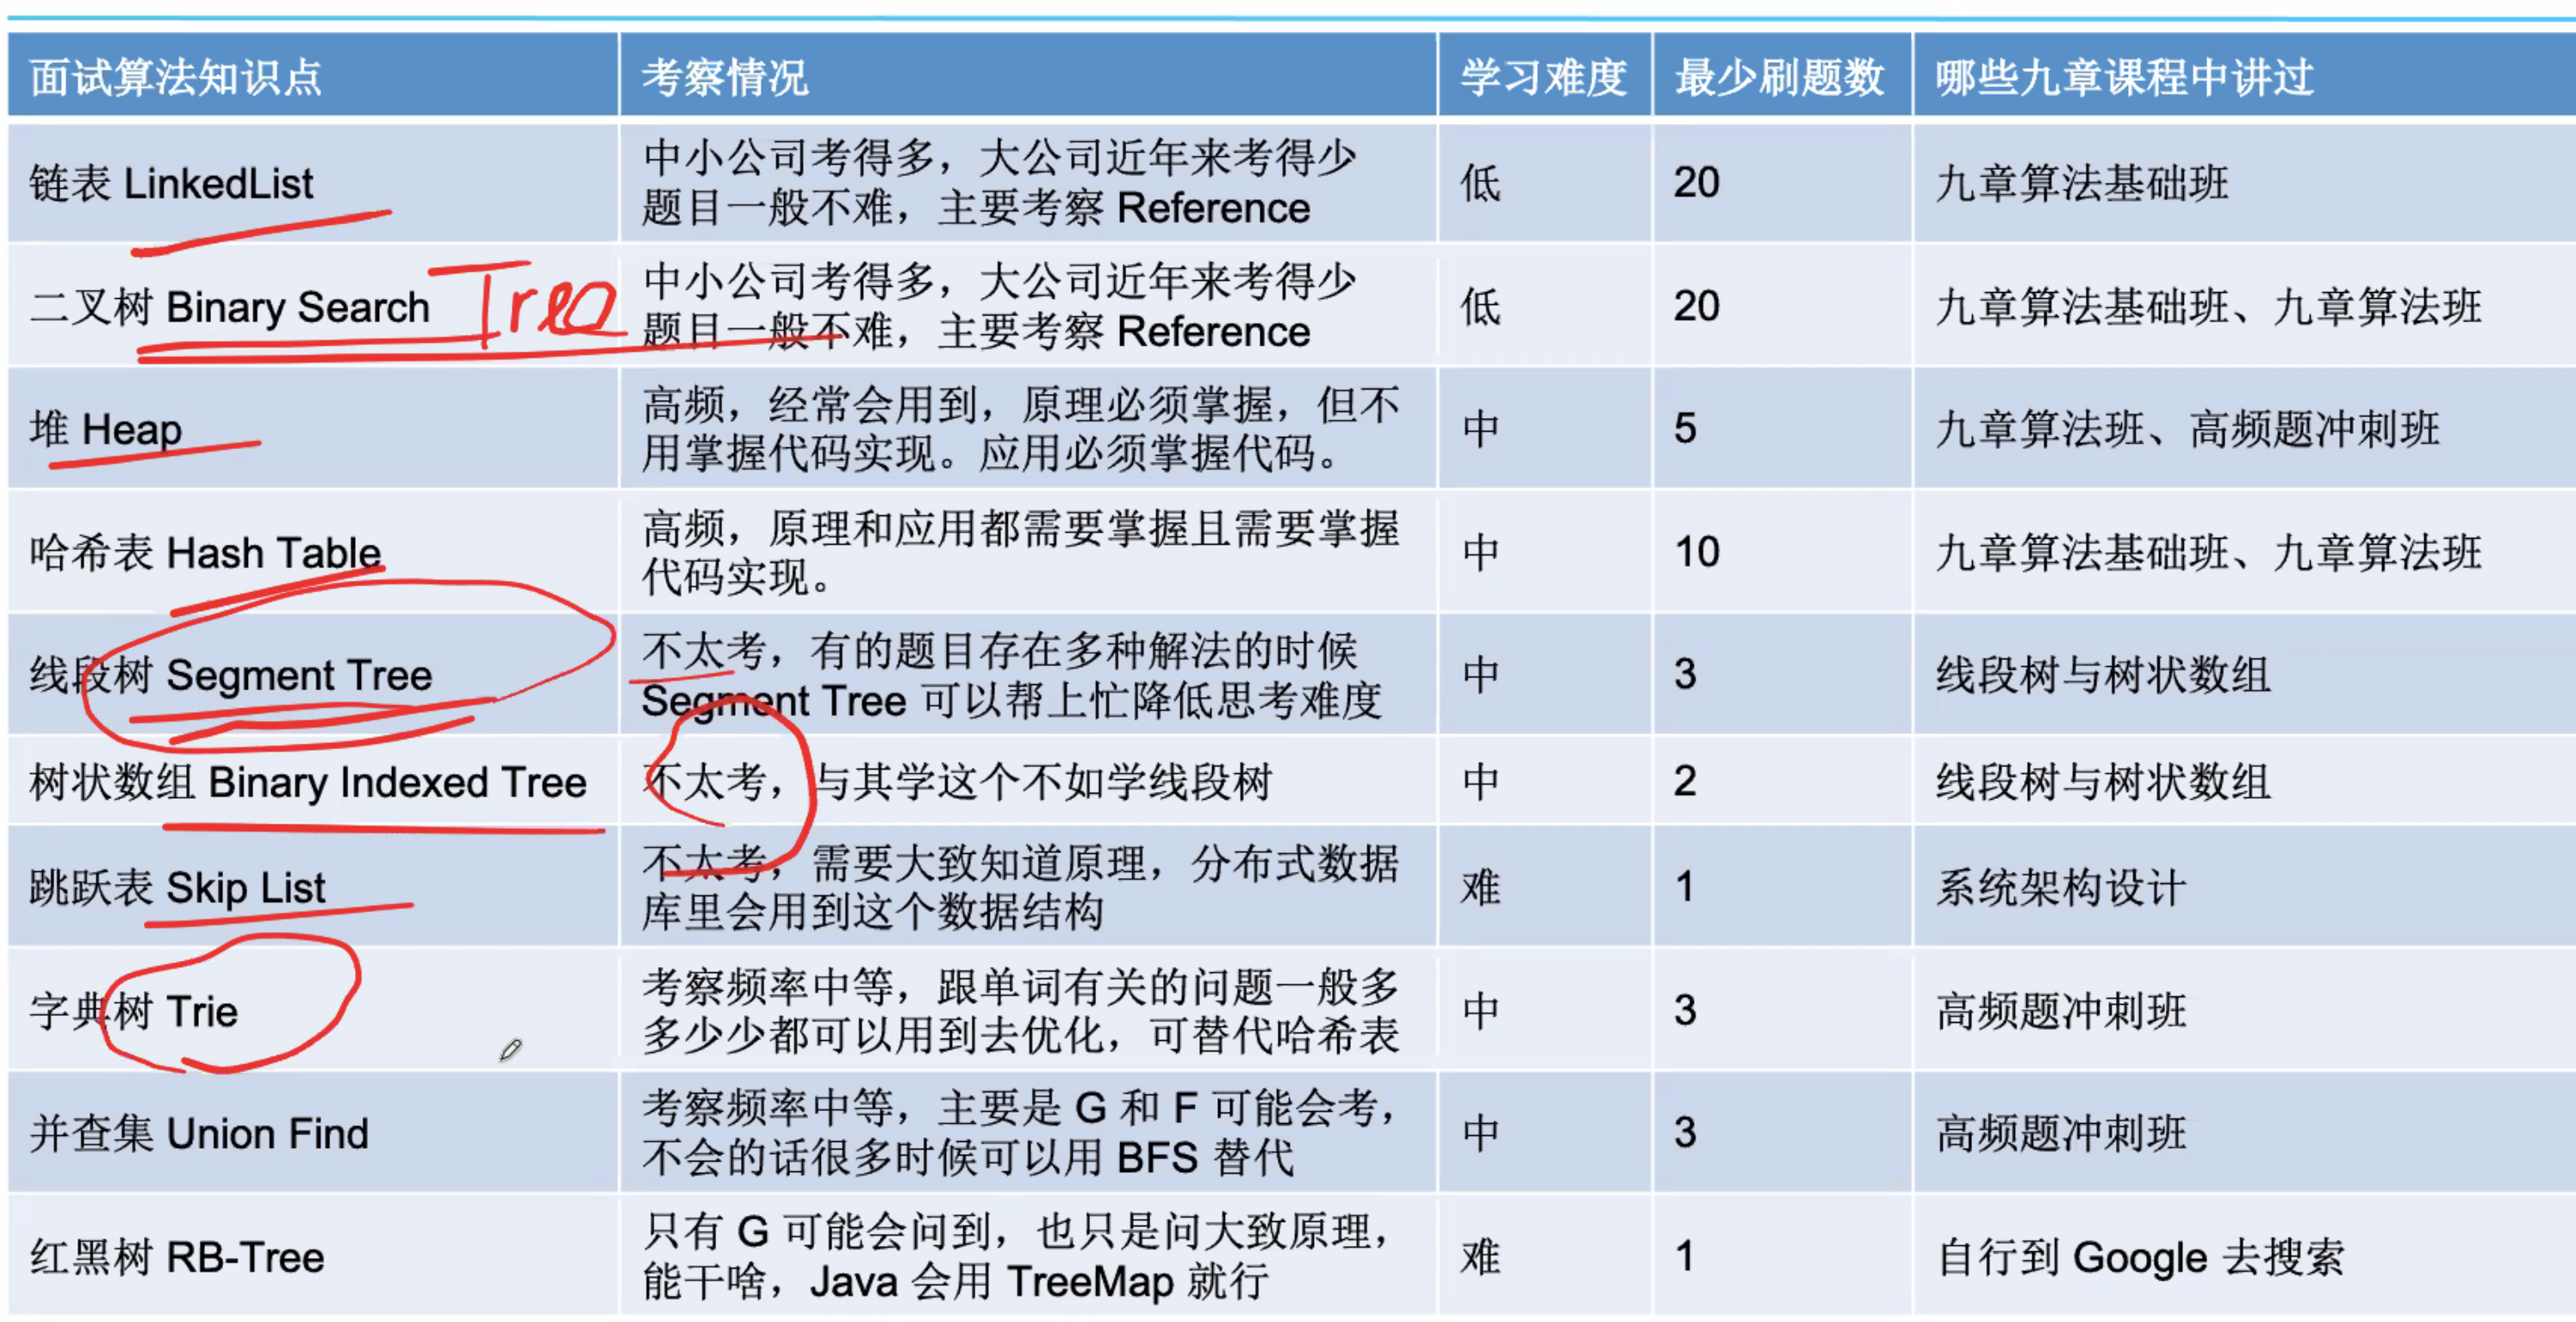 面试算法知识点 考察情况 学习难度 最少刷题数 哪些九章课程中讲过
链表 LinkedList
中小公司考得多，大公司近年来考得少
题目一般不难，主要考察 Reference
低 20 九章算法基础班
二叉树 Binary Search Tree
中小公司考得多，大公司近年来考得少
题目一般不难，主要考察 Reference
低 20 九章算法基础班、九章算法班
堆 Heap
高频，经常会用到，原理必须掌握，但不
用掌握代码实现。应用必须掌握代码。
中 5 九章算法班、高频题冲刺班
哈希表 Hash Table
高频，原理和应用都需要掌握且需要掌握
代码实现。
中 10 九章算法基础班、九章算法班
线段树 Segment Tree
不太考，有的题目存在多种解法的时候
Segment Tree 可以帮上忙降低思考难度
中 3 线段树与树状数组
树状数组 Binary Indexed Tree 不太考，与其学这个不如学线段树 中 2 线段树与树状数组
跳跃表 Skip List
不太考，需要大致知道原理，分布式数据
库里会用到这个数据结构
难 1 系统架构设计
字典树 Trie
考察频率中等，跟单词有关的问题一般多
多少少都可以用到去优化，可替代哈希表
中 3 高频题冲刺班
并查集 Union Find
考察频率中等，主要是 G 和 F 可能会考，
不会的话很多时候可以用 BFS 替代
中 3 高频题冲刺班
红黑树 RB-Tree
只有 G 可能会问到，也只是问大致原理，
能干啥，Java 会用 TreeMap 就行
难 1 自行到 Google 去搜索